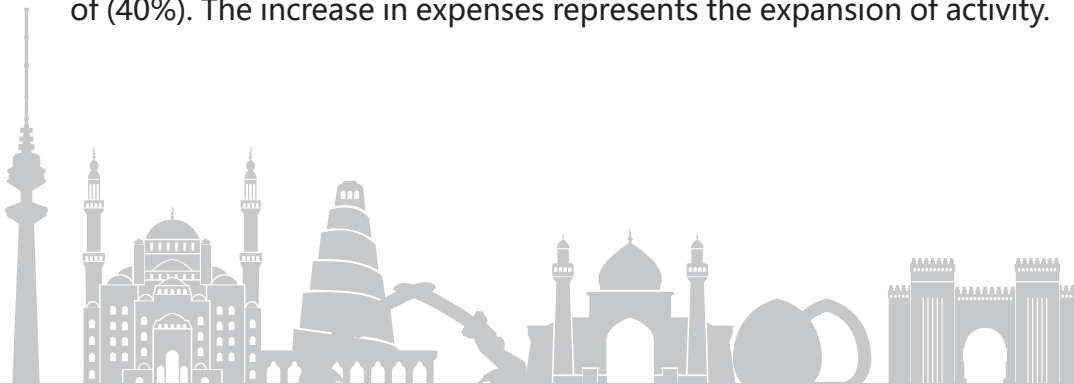 of (40%). The increase in expenses represents the expansion of activity.